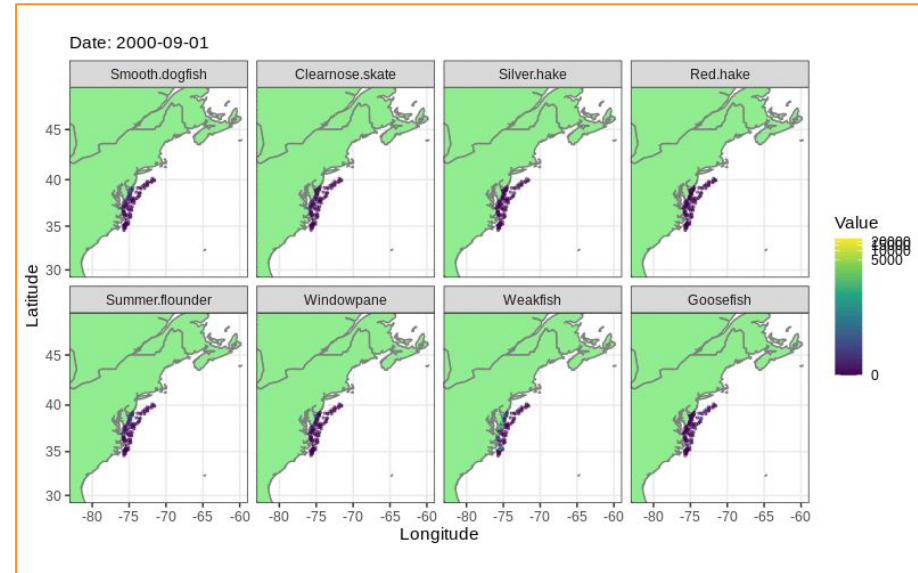 Date: 2000-09-01
Smooth.dogfish Clearnose.skate Silver.hake Red.hake
45
40
35
30
Summer.flounder Windowpane Weakfish Goosefish
45
40
35
30
-80 -75 -70 -65 -60 -80 -75 -70 -65 -60 -80 -75 -70 -65 -60 -80 -75 -70 -65 -60
Longitude
Latitude
Value
20000
5000
0